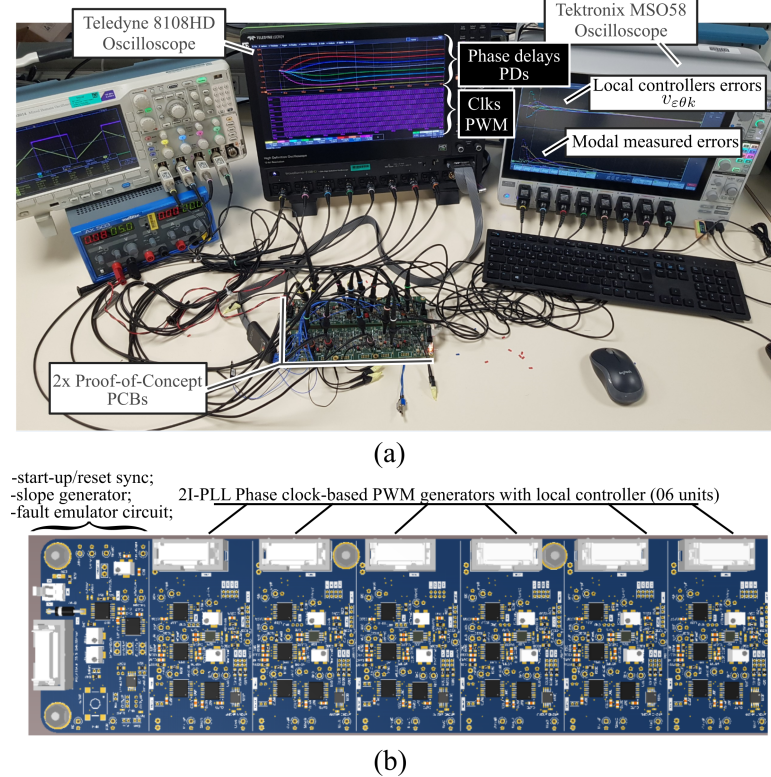 Teledyne 8108HD
Oscilloscope
Tektronix MSO58
Oscilloscope
Phase delays
PDs
Clks
PWM
Local controllers errors
vεθk
Modal measured errors
2x Proof-of-Concept
PCBs
(a)
-start-up/reset sync;
-slope generator;
-fault emulator circuit;
2I-PLL Phase clock-based PWM generators with local controller (06 units)
(b)